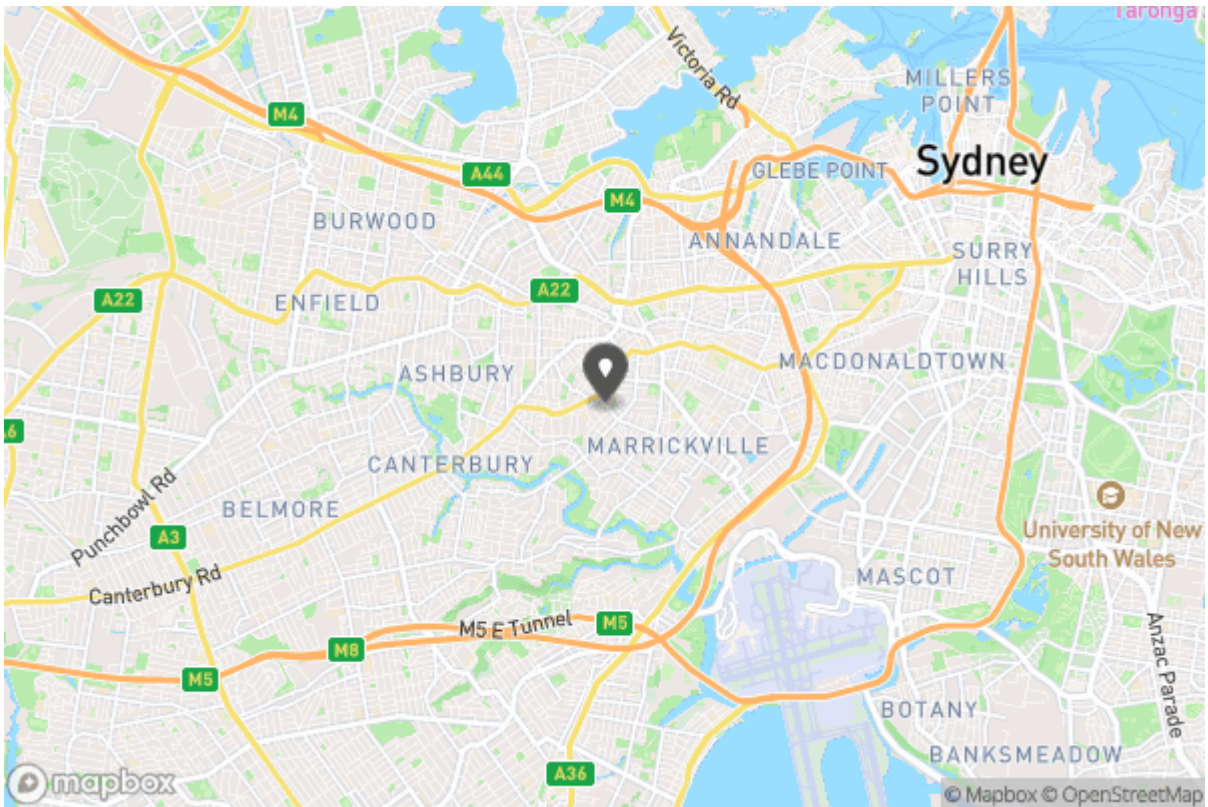 Taronga
Victoria Rd
MILLERS
POINT
M4
Sydney
A44
GLEBE POINT
M4
BURWOOD
ANNANDALE
SURRY
HILLS
A22
A22
ENFIELD
MACDONALDTOWN
ASHBURY
A6
MARRICKVILLE
CANTERBURY
Punchbowl Rd
BELMORE
University of New
South Wales
A3
Canterbury Rd
MASCOT
M5 E Tunnel
M5
M8
M5
Anzac Parade
BOTANY
BANKSMEADOW
A36
mapbox
© Mapbox © OpenStreetMap